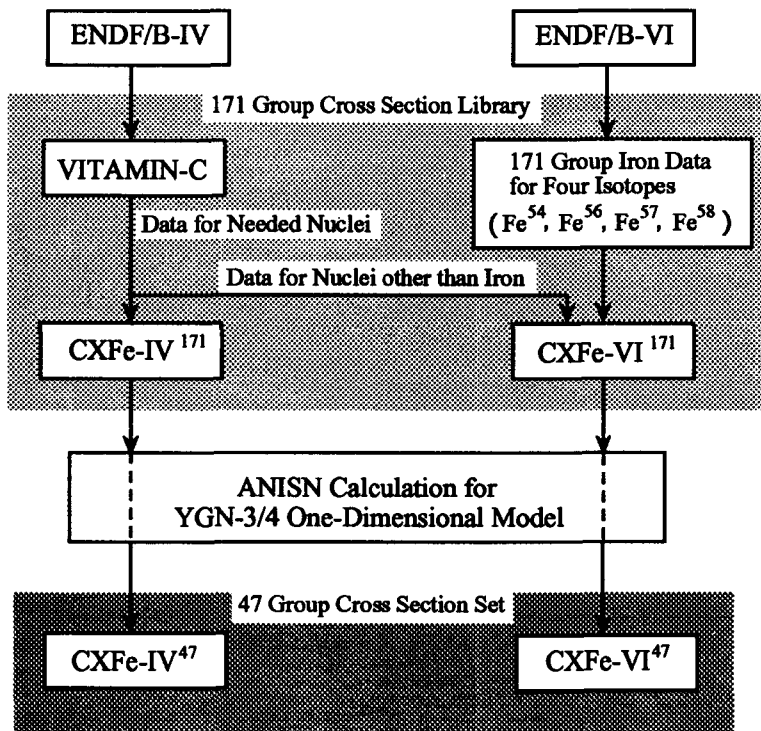 ENDF/B-IV
ENDF/B-VI
171 Group Cross Section Library
VITAMIN-C
171 Group Iron Data
for Four Isotopes
( Fe54, Fe56, Fe57, Fe58 )
Data for Needed Nuclei
Data for Nuclei other than Iron
CXFe-IV 171
CXFe-VI 171
ANISN Calculation for
YGN-3/4 One-Dimensional Model
47 Group Cross Section Set
CXFe-IV47
CXFe-VI47